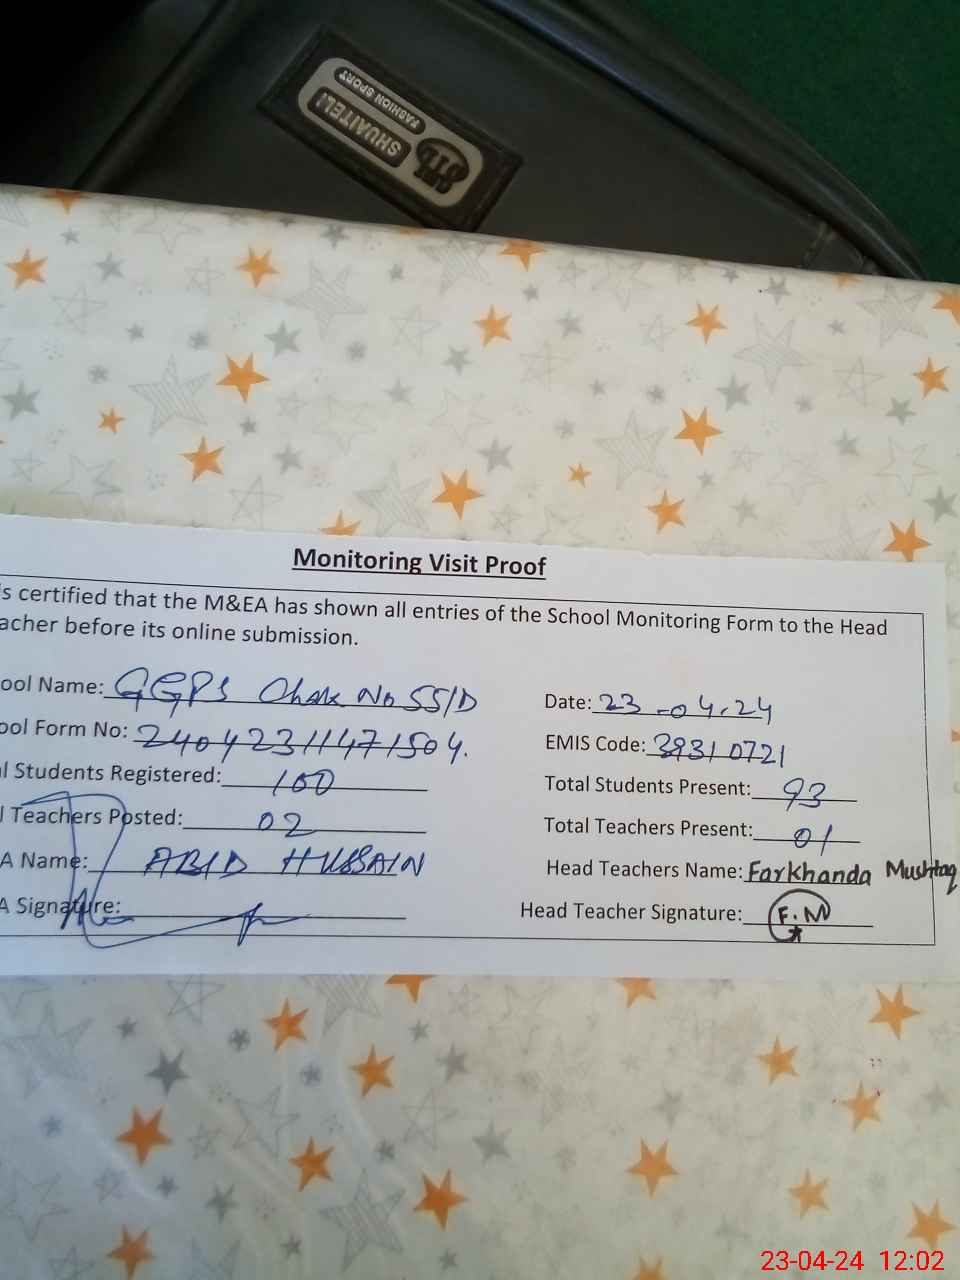 FASHION SPORT
SHUAITELI
STL
Monitoring Visit Proof
s certified that the M&EA has shown all entries of the School Monitoring Form to the Head
acher before its online submission.
ool Name: GGPS Chak No 55/D Date: 23-04.24
ool Form No: 24042311471504. EMIS Code: 39310721
l Students Registered: 100 Total Students Present: 93
l Teachers Posted: 02 Total Teachers Present: 01
A Name: ABID HUSSAIN Head Teachers Name: Farkhanda Mushtaq
A Signature: Head Teacher Signature: F.M
23-04-24 12:02